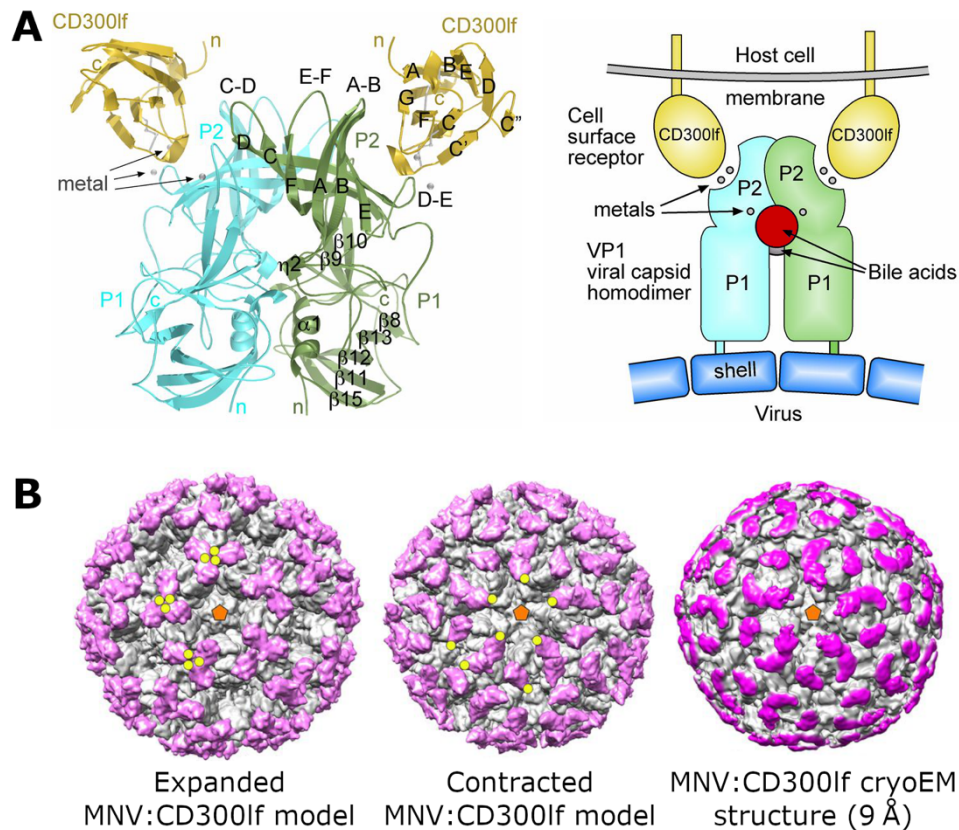 A
CD300lf
n
c
C-D
E-F
A-B
n
CD300lf
A
B
E
D
G
c
F
C
C"
C'
P2
D
C
P2
metal
F
A
B
D-E
E
β10
η2
β9
P1
c
c
P1
α1
β8
β13
β12
β11
β15
n
n
Host cell
membrane
Cell
surface
receptor
CD300lf
CD300lf
P2
P2
metals
VP1
viral capsid
homodimer
Bile acids
P1
P1
shell
Virus
B
Expanded
MNV:CD300lf model
Contracted
MNV:CD300lf model
MNV:CD300lf cryoEM
structure (9 Å)